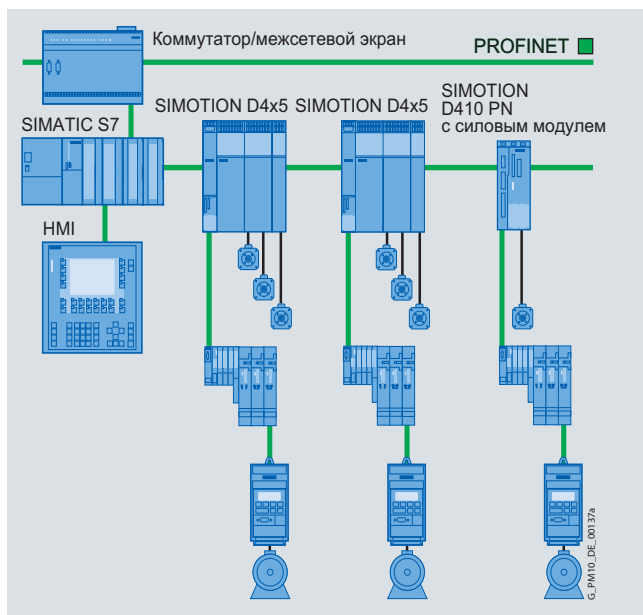 Коммутатор/межсетевой экран
PROFINET
SIMATIC S7
SIMOTION D4x5
SIMOTION D4x5
SIMOTION
D410 PN
с силовым модулем
HMI
G_PM10_DE_00137a